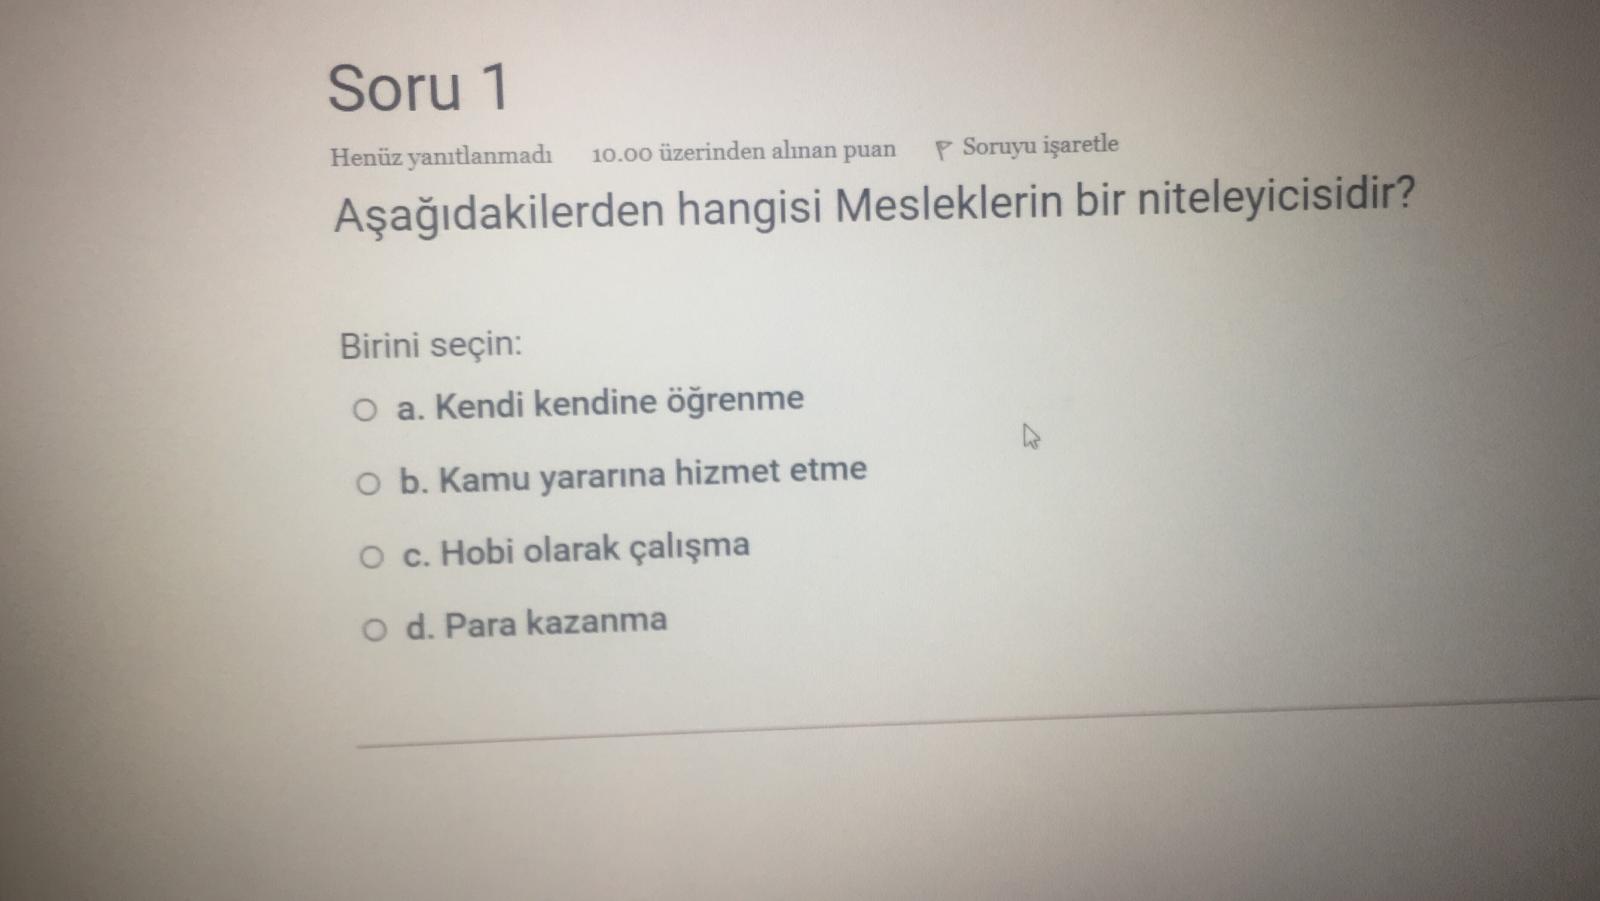 Soru 1
Henüz yanıtlanmadı 10.00 üzerinden alınan puan Soruyu işaretle
Aşağıdakilerden hangisi Mesleklerin bir niteleyicisidir?
Birini seçin:
a. Kendi kendine öğrenme
b. Kamu yararına hizmet etme
c. Hobi olarak çalışma
d. Para kazanma